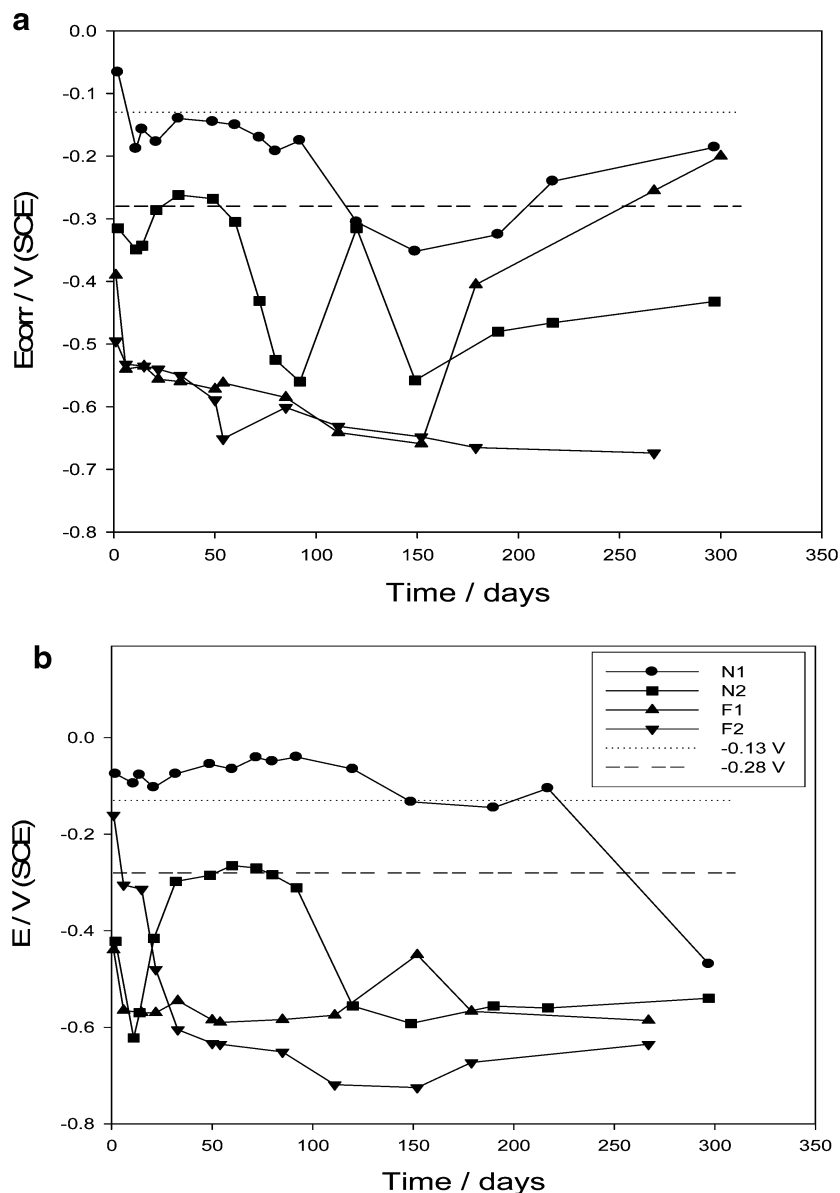 a
0.0
-0.1
-0.2
-0.3
-0.4
-0.5
-0.6
-0.7
-0.8
Ecorr / V (SCE)
0 50 100 150 200 250 300 350
Time / days
b
N1
N2
F1
F2
-0.13 V
-0.28 V
0.0
-0.2
-0.4
-0.6
-0.8
E / V (SCE)
0 50 100 150 200 250 300 350
Time / days